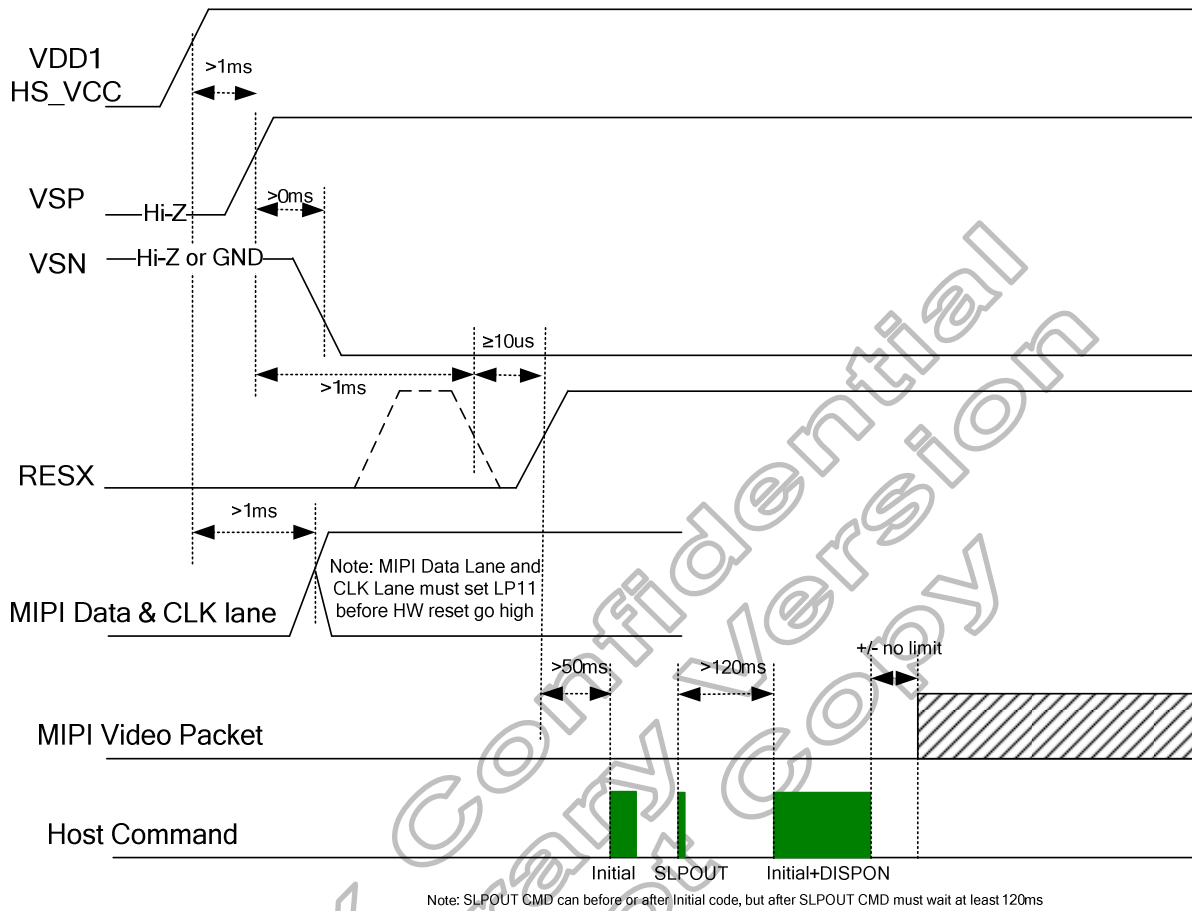 VDD1
HS_VCC
>1ms
VSP
Hi-Z
>0ms
VSN
Hi-Z or GND
≥10us
>1ms
RESX
>1ms
MIPI Data & CLK lane
Note: MIPI Data Lane and
CLK Lane must set LP11
before HW reset go high
>50ms
>120ms
+/- no limit
MIPI Video Packet
Host Command
Initial
SLPOUT
Initial+DISPON
Note: SLPOUT CMD can before or after Initial code, but after SLPOUT CMD must wait at least 120ms
Confidential
Version
Copy